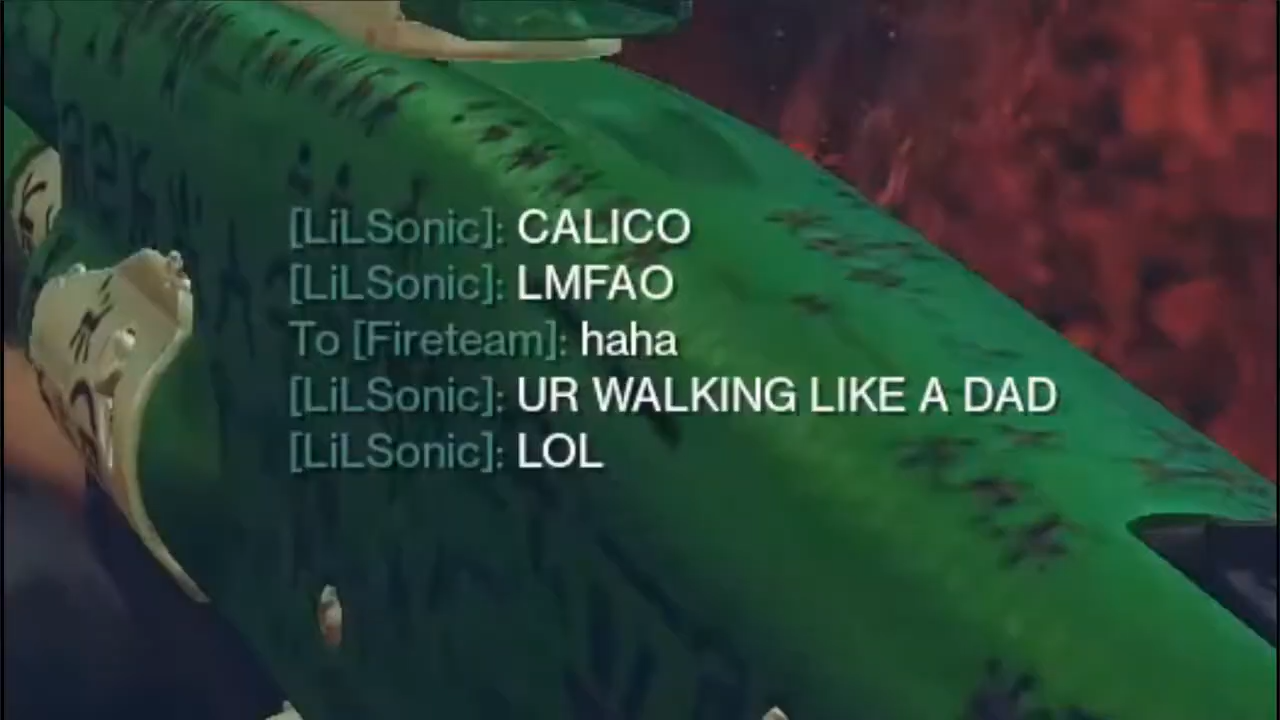 [LiLSonic]: CALICO
[LiLSonic]: LMFAO
To [Fireteam]: haha
[LiLSonic]: UR WALKING LIKE A DAD
[LiLSonic]: LOL